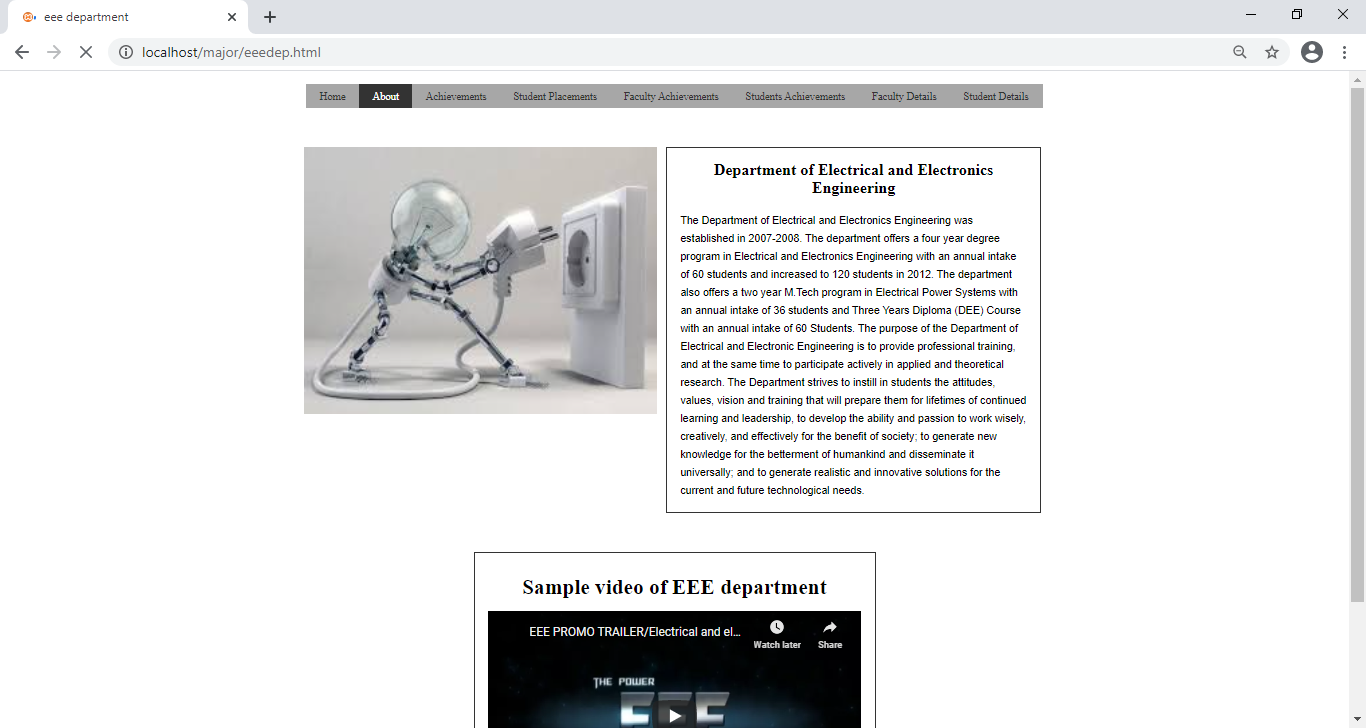 eee department
localhost/major/eeedep.html
Home About Achievements Student Placements Faculty Achievements Students Achievements Faculty Details Student Details
Department of Electrical and Electronics
Engineering
The Department of Electrical and Electronics Engineering was
established in 2007-2008. The department offers a four year degree
program in Electrical and Electronics Engineering with an annual intake
of 60 students and increased to 120 students in 2012. The department
also offers a two year M.Tech program in Electrical Power Systems with
an annual intake of 36 students and Three Years Diploma (DEE) Course
with an annual intake of 60 Students. The purpose of the Department of
Electrical and Electronic Engineering is to provide professional training,
and at the same time to participate actively in applied and theoretical
research. The Department strives to instill in students the attitudes,
values, vision and training that will prepare them for lifetimes of continued
learning and leadership, to develop the ability and passion to work wisely,
creatively, and effectively for the benefit of society; to generate new
knowledge for the betterment of humankind and disseminate it
universally; and to generate realistic and innovative solutions for the
current and future technological needs.
Sample video of EEE department
EEE PROMO TRAILER/Electrical and el...
Watch later Share
THE POWER
EEE